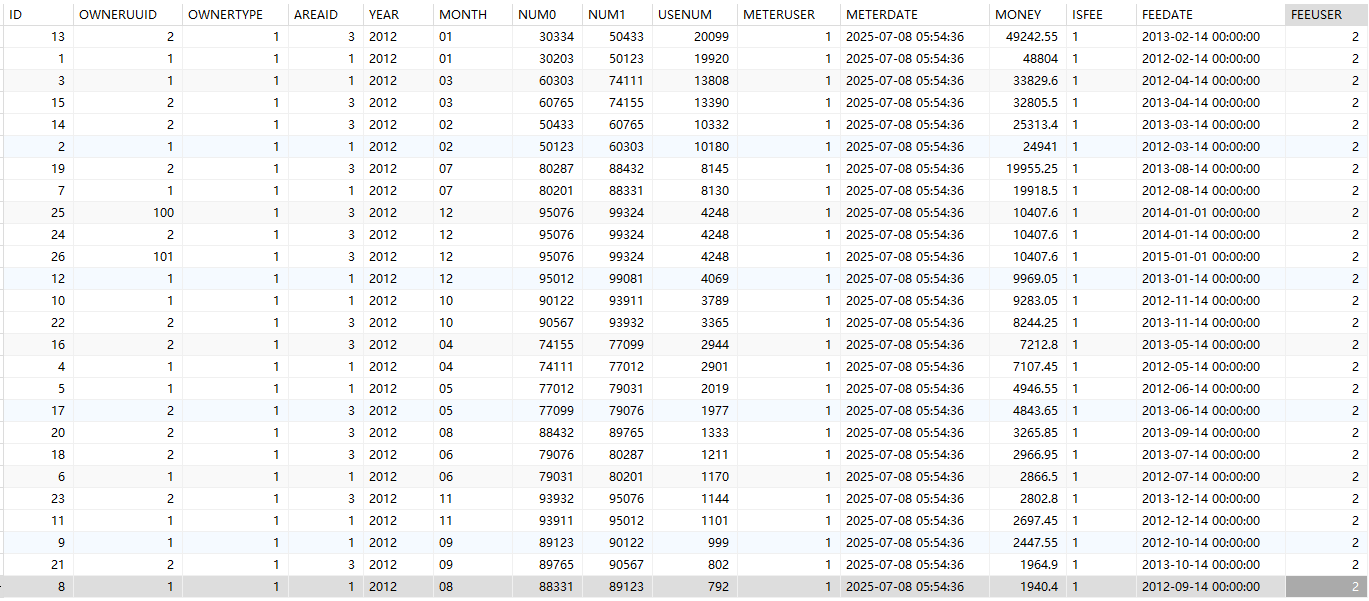 ID OWNERUUID OWNERTYPE AREAID YEAR MONTH NUM0 NUM1 USENUM METERUSER METERDATE MONEY ISFEE FEEDATE FEEUSER
13 2 1 3 2012 01 30334 50433 20099 1 2025-07-08 05:54:36 49242.55 1 2013-02-14 00:00:00 2
1 1 1 1 2012 01 30203 50123 19920 1 2025-07-08 05:54:36 48804 1 2012-02-14 00:00:00 2
3 1 1 1 2012 03 60303 74111 13808 1 2025-07-08 05:54:36 33829.6 1 2012-04-14 00:00:00 2
15 2 1 3 2012 03 60765 74155 13390 1 2025-07-08 05:54:36 32805.5 1 2013-04-14 00:00:00 2
14 2 1 3 2012 02 50433 60765 10332 1 2025-07-08 05:54:36 25313.4 1 2013-03-14 00:00:00 2
2 1 1 1 2012 02 50123 60303 10180 1 2025-07-08 05:54:36 24941 1 2012-03-14 00:00:00 2
19 2 1 3 2012 07 80287 88432 8145 1 2025-07-08 05:54:36 19955.25 1 2013-08-14 00:00:00 2
7 1 1 1 2012 07 80201 88331 8130 1 2025-07-08 05:54:36 19918.5 1 2012-08-14 00:00:00 2
25 100 1 3 2012 12 95076 99324 4248 1 2025-07-08 05:54:36 10407.6 1 2014-01-01 00:00:00 2
24 2 1 3 2012 12 95076 99324 4248 1 2025-07-08 05:54:36 10407.6 1 2014-01-14 00:00:00 2
26 101 1 3 2012 12 95076 99324 4248 1 2025-07-08 05:54:36 10407.6 1 2015-01-01 00:00:00 2
12 1 1 1 2012 12 95012 99081 4069 1 2025-07-08 05:54:36 9969.05 1 2013-01-14 00:00:00 2
10 1 1 1 2012 10 90122 93911 3789 1 2025-07-08 05:54:36 9283.05 1 2012-11-14 00:00:00 2
22 2 1 3 2012 10 90567 93932 3365 1 2025-07-08 05:54:36 8244.25 1 2013-11-14 00:00:00 2
16 2 1 3 2012 04 74155 77099 2944 1 2025-07-08 05:54:36 7212.8 1 2013-05-14 00:00:00 2
4 1 1 1 2012 04 74111 77012 2901 1 2025-07-08 05:54:36 7107.45 1 2012-05-14 00:00:00 2
5 1 1 1 2012 05 77012 79031 2019 1 2025-07-08 05:54:36 4946.55 1 2012-06-14 00:00:00 2
17 2 1 3 2012 05 77099 79076 1977 1 2025-07-08 05:54:36 4843.65 1 2013-06-14 00:00:00 2
20 2 1 3 2012 08 88432 89765 1333 1 2025-07-08 05:54:36 3265.85 1 2013-09-14 00:00:00 2
18 2 1 3 2012 06 79076 80287 1211 1 2025-07-08 05:54:36 2966.95 1 2013-07-14 00:00:00 2
6 1 1 1 2012 06 79031 80201 1170 1 2025-07-08 05:54:36 2866.5 1 2012-07-14 00:00:00 2
23 2 1 3 2012 11 93932 95076 1144 1 2025-07-08 05:54:36 2802.8 1 2013-12-14 00:00:00 2
11 1 1 1 2012 11 93911 95012 1101 1 2025-07-08 05:54:36 2697.45 1 2012-12-14 00:00:00 2
9 1 1 1 2012 09 89123 90122 999 1 2025-07-08 05:54:36 2447.55 1 2012-10-14 00:00:00 2
21 2 1 3 2012 09 89765 90567 802 1 2025-07-08 05:54:36 1964.9 1 2013-10-14 00:00:00 2
8 1 1 1 2012 08 88331 89123 792 1 2025-07-08 05:54:36 1940.4 1 2012-09-14 00:00:00 2